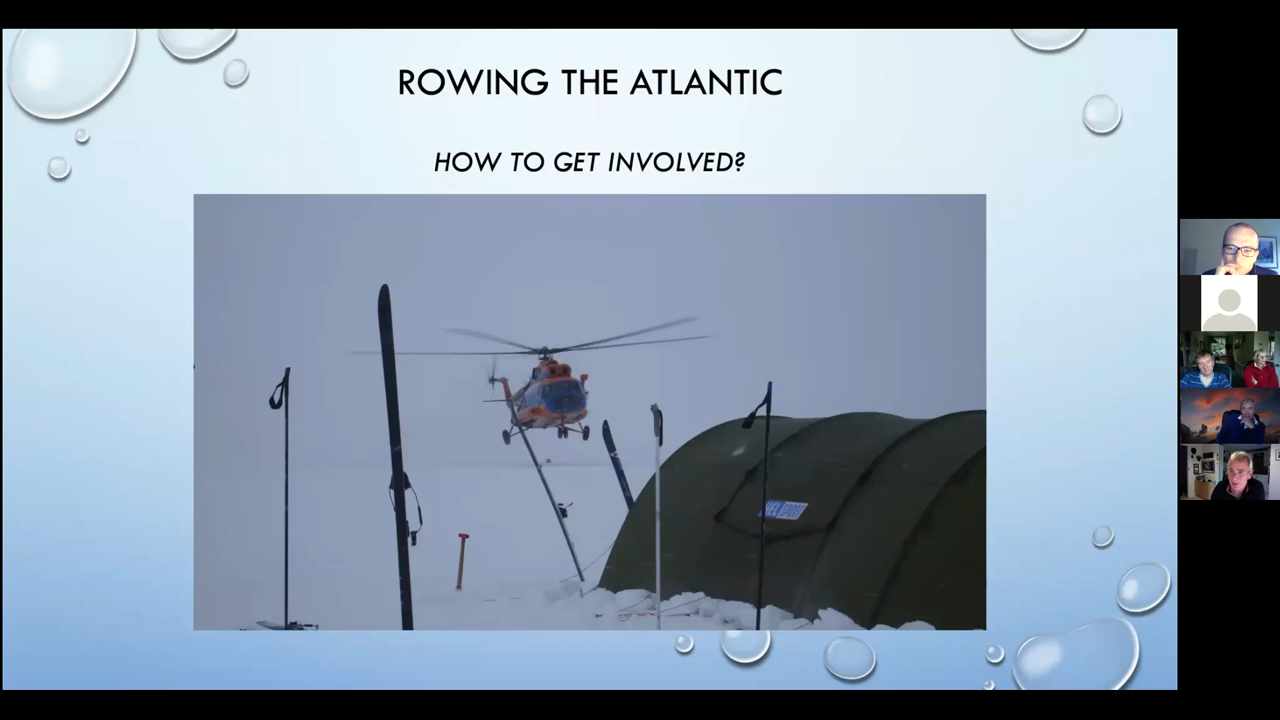 ROWING THE ATLANTIC
HOW TO GET INVOLVED?